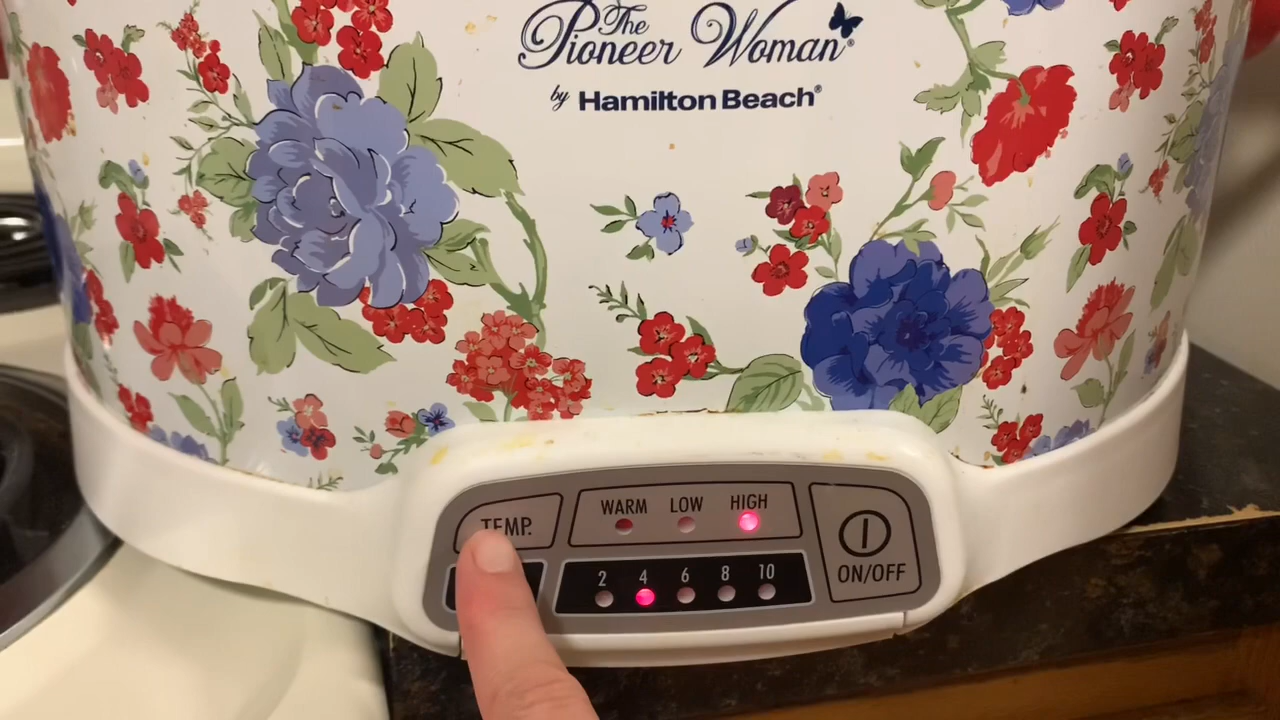 The
Pioneer Woman®
by Hamilton Beach®
TEMP.
WARM LOW HIGH
2 4 6 8 10
ON/OFF